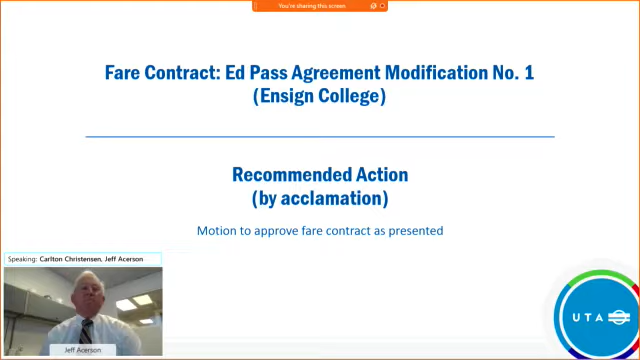 You're sharing this screen
Fare Contract: Ed Pass Agreement Modification No. 1
(Ensign College)
Recommended Action
(by acclamation)
Motion to approve fare contract as presented
Speaking: Carlton Christensen, Jeff Acerson
Jeff Acerson
UTA